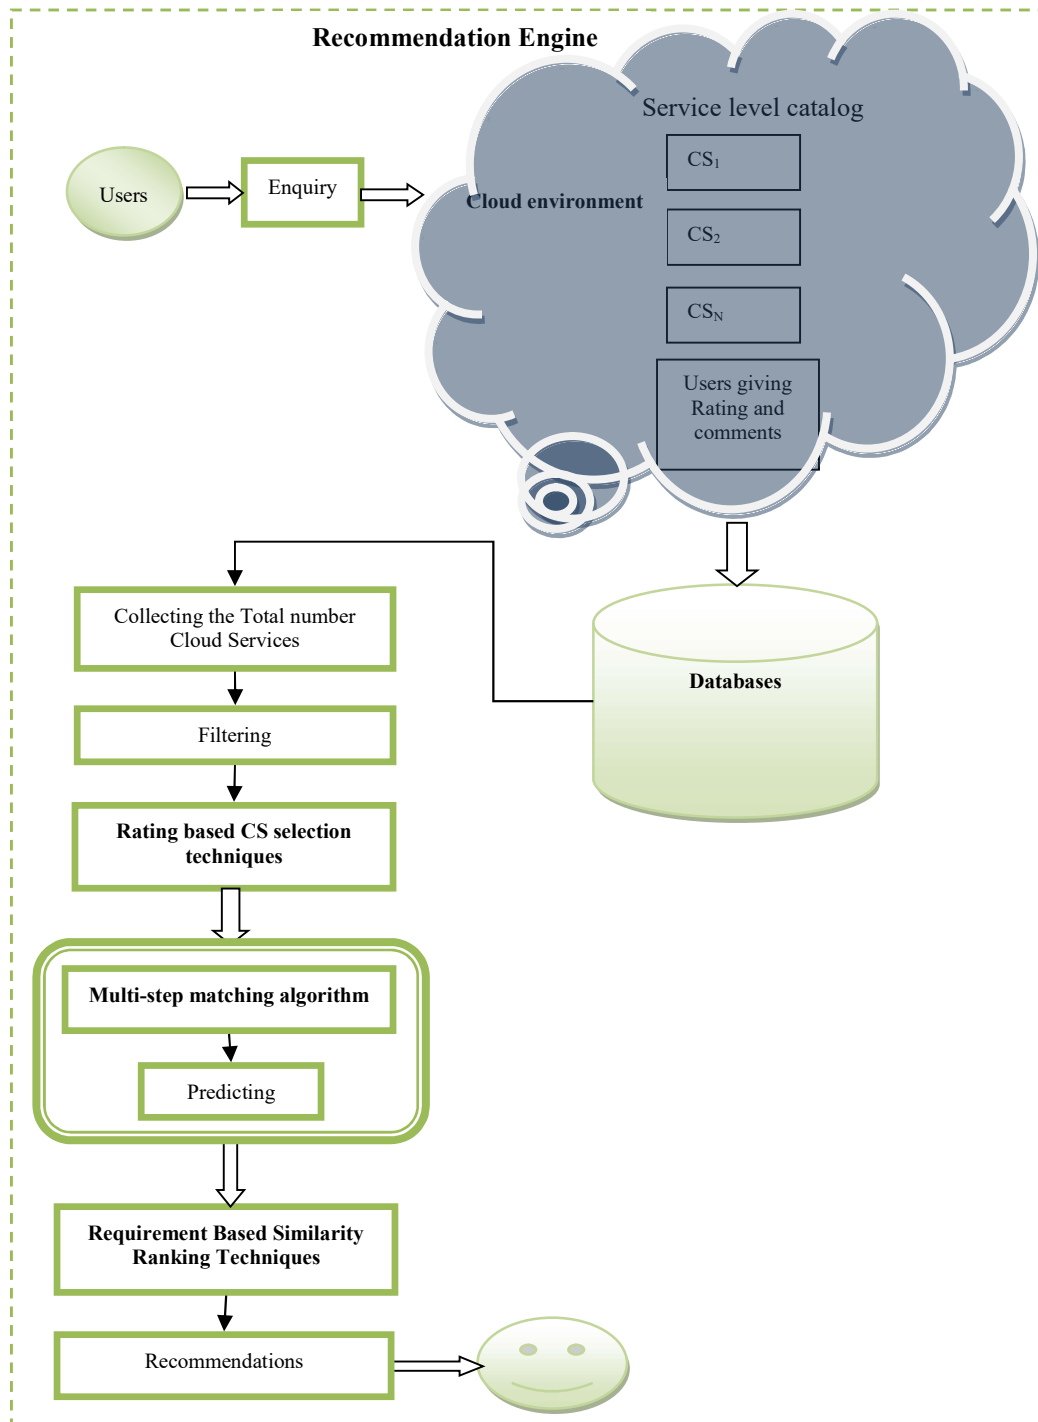 Recommendation Engine
Service level catalog
CS1
Users
Enquiry
Cloud environment
CS2
CSN
Users giving
Rating and
comments
Collecting the Total number
Cloud Services
Databases
Filtering
Rating based CS selection
techniques
Multi-step matching algorithm
Predicting
Requirement Based Similarity
Ranking Techniques
Recommendations